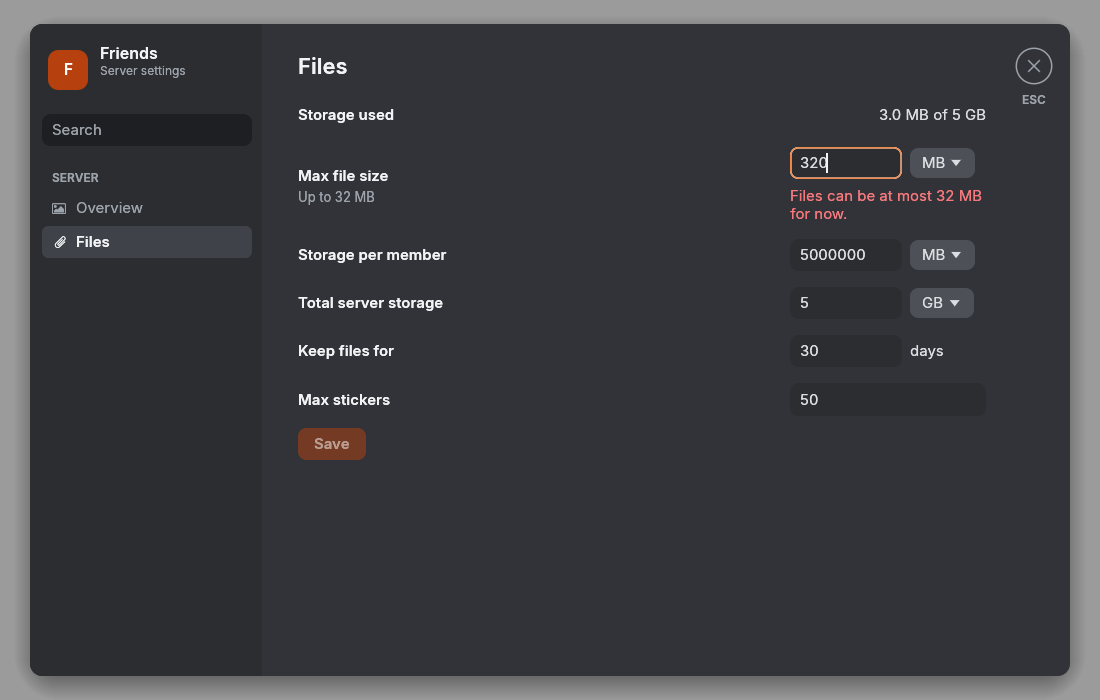 F
Friends
Server settings
Search
SERVER
Overview
Files
Files
ESC
Storage used
3.0 MB of 5 GB
Max file size
Up to 32 MB
320
MB
Files can be at most 32 MB
for now.
Storage per member
5000000
MB
Total server storage
5
GB
Keep files for
30
days
Max stickers
50
Save